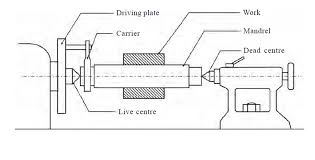 Driving plate
Work
Carrier
Mandrel
Dead centre
Live centre